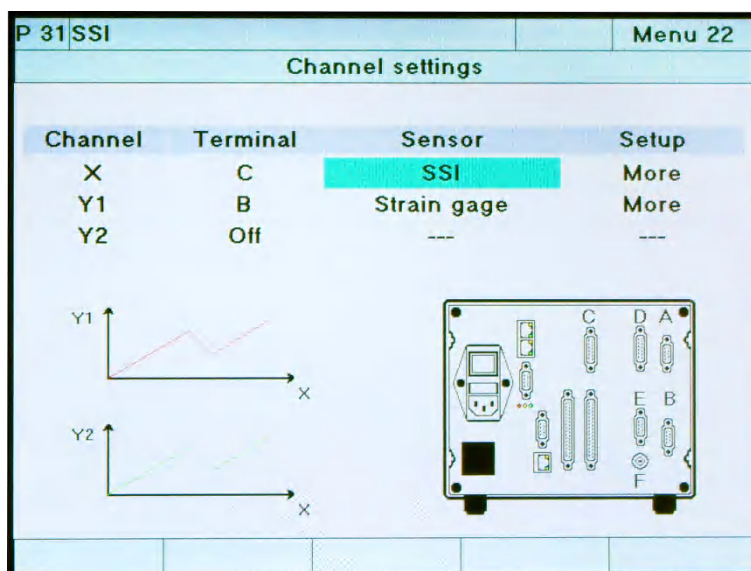 P 31 SSI Menu 22
Channel settings
Channel Terminal Sensor Setup
X C SSI More
Y1 B Strain gage More
Y2 Off --- ---
Y1
X
Y2
X
C D A
E B
F